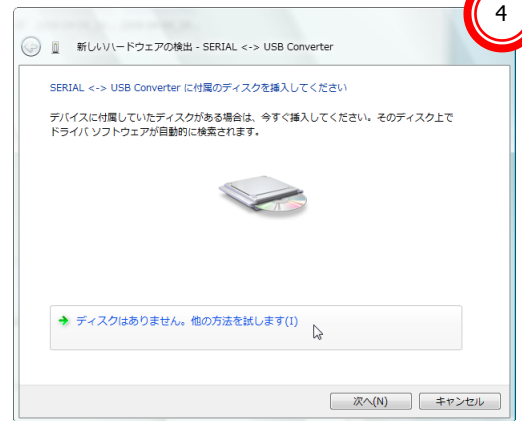 4
新しいハードウェアの検出 - SERIAL <-> USB Converter
SERIAL <-> USB Converter に付属のディスクを挿入してください
デバイスに付属していたディスクがある場合は、今すぐ挿入してください。そのディスク上で
ドライバ ソフトウェアが自動的に検索されます。
ディスクはありません。他の方法を試します(I)
次へ(N)
キャンセル